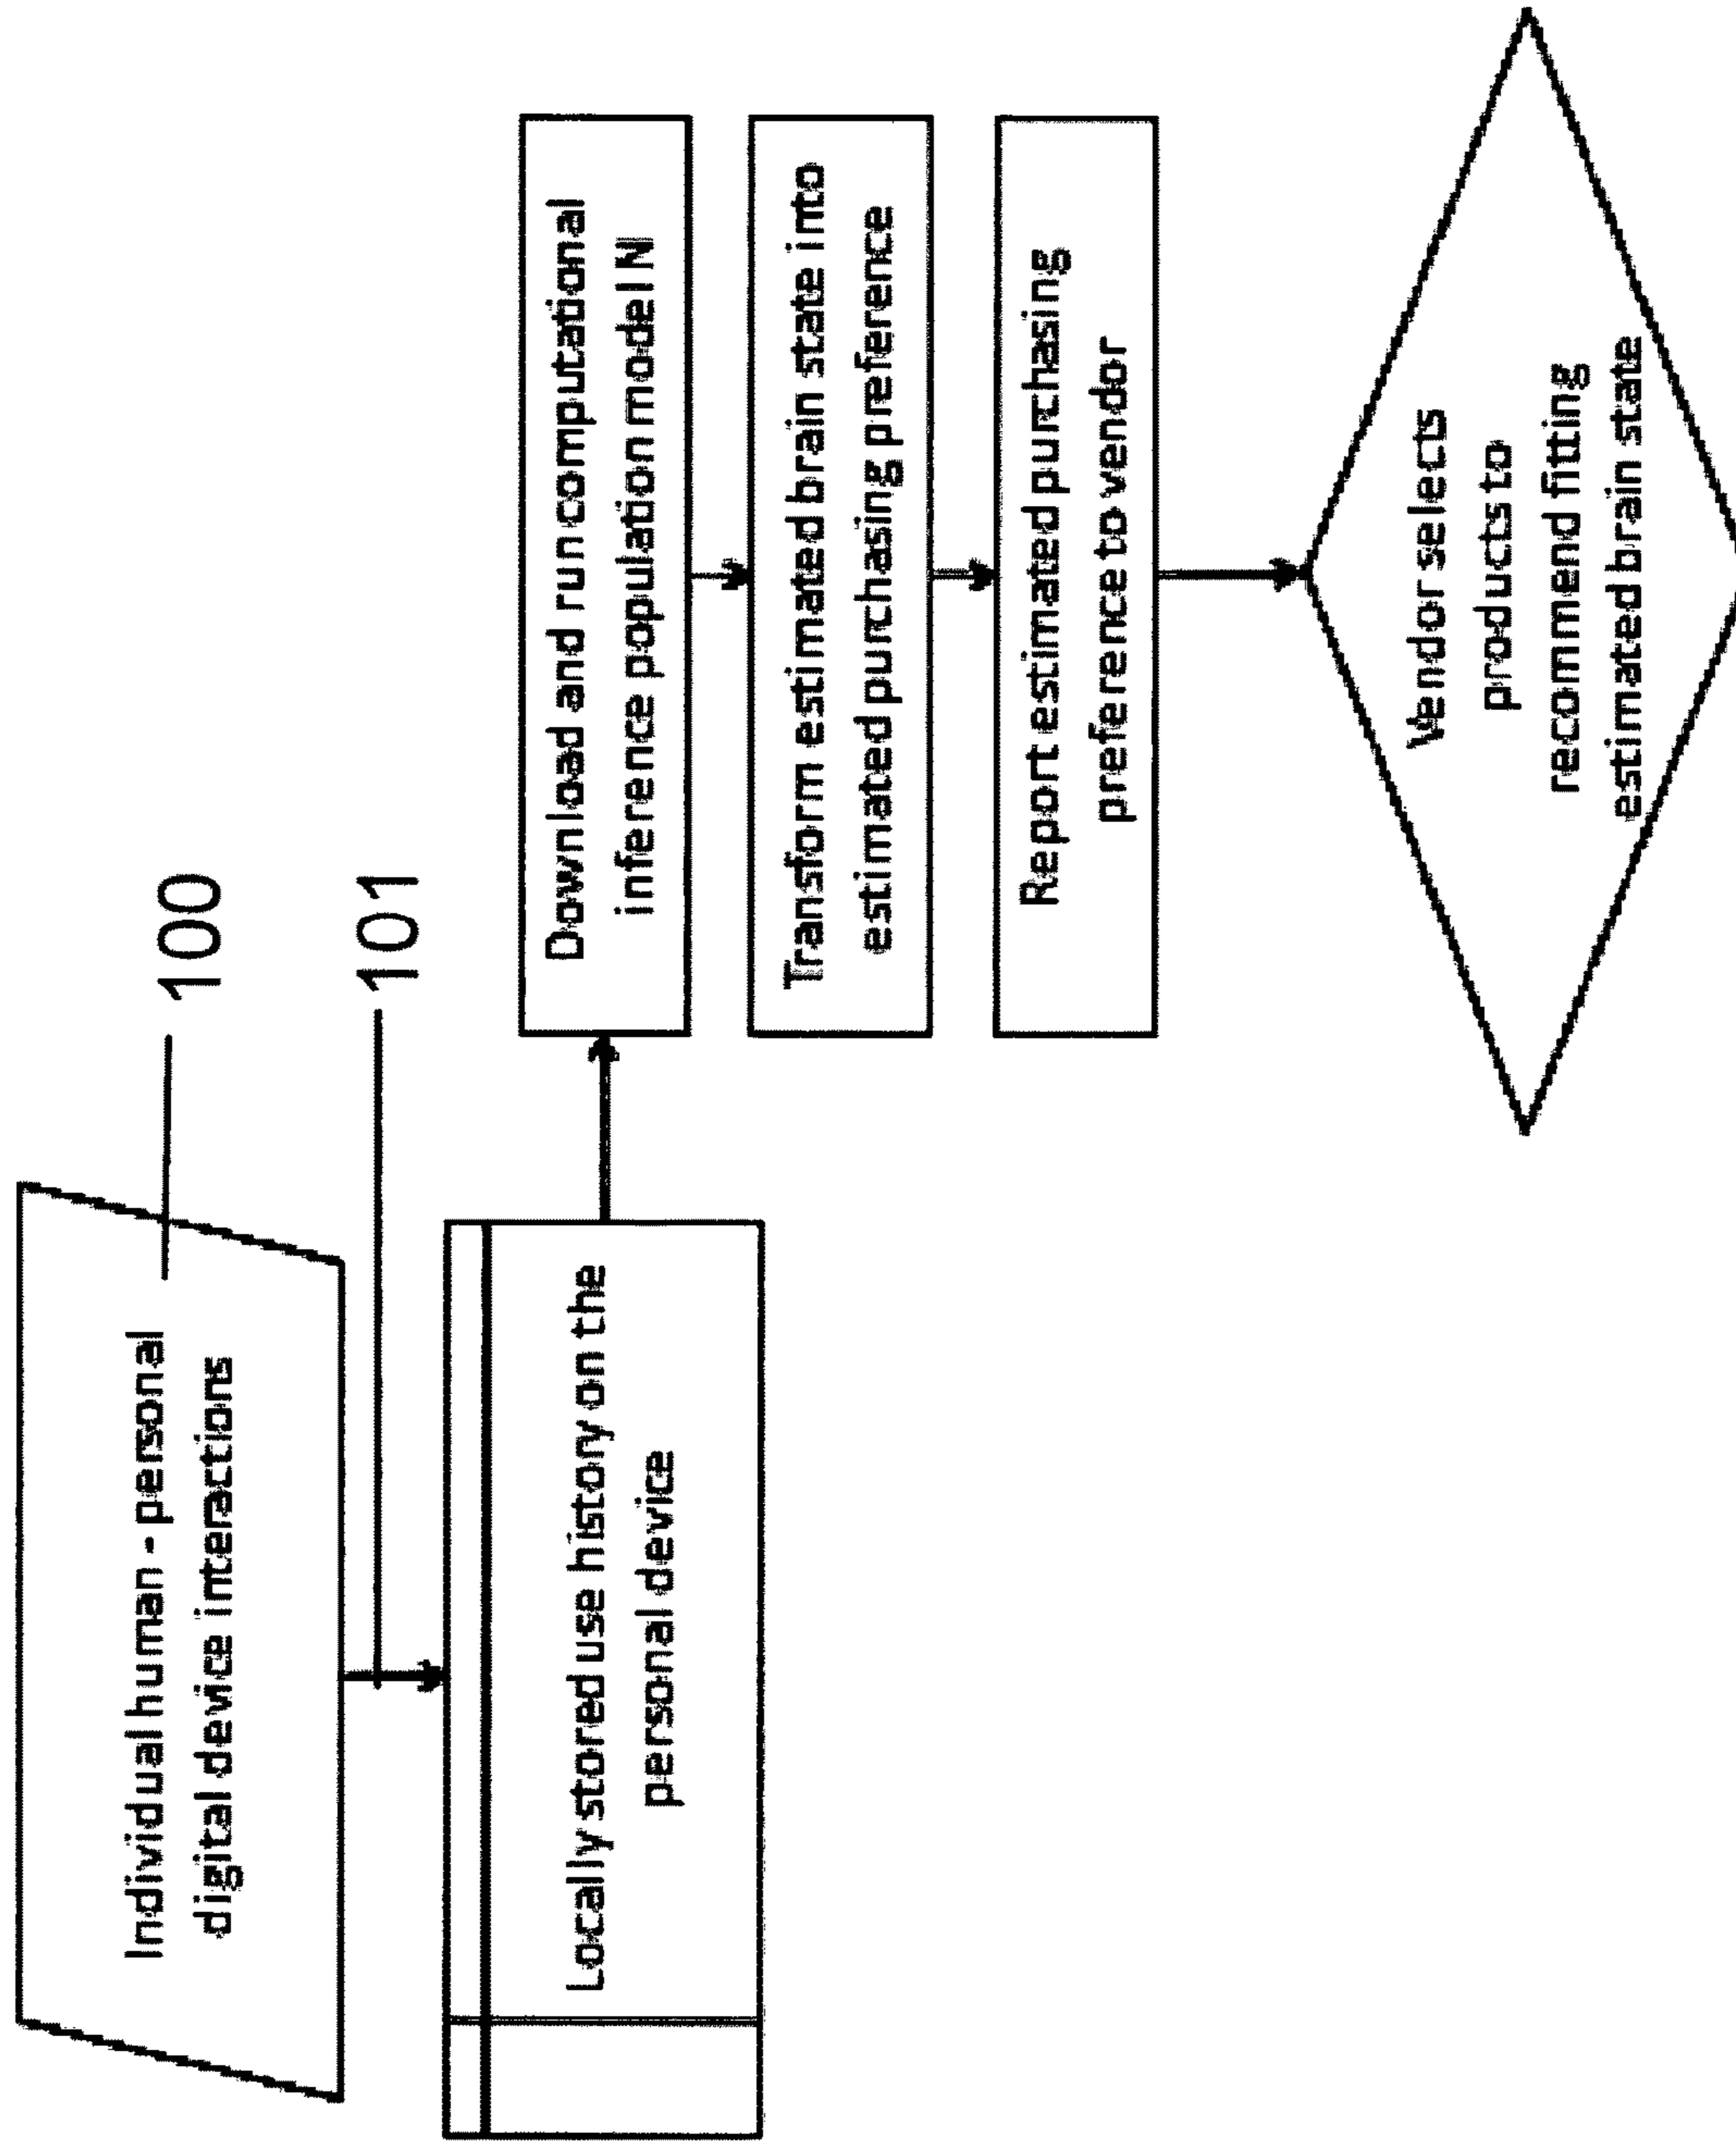 100
Individual human - personal
digital device interactions
101
Locally stored use history on the
personal device
Download and run computational
inference population model N
Transform estimated brain state into
estimated purchasing preference
Report estimated purchasing
preference to vendor
Vendor selects
products to
recommend fitting
estimated brain state